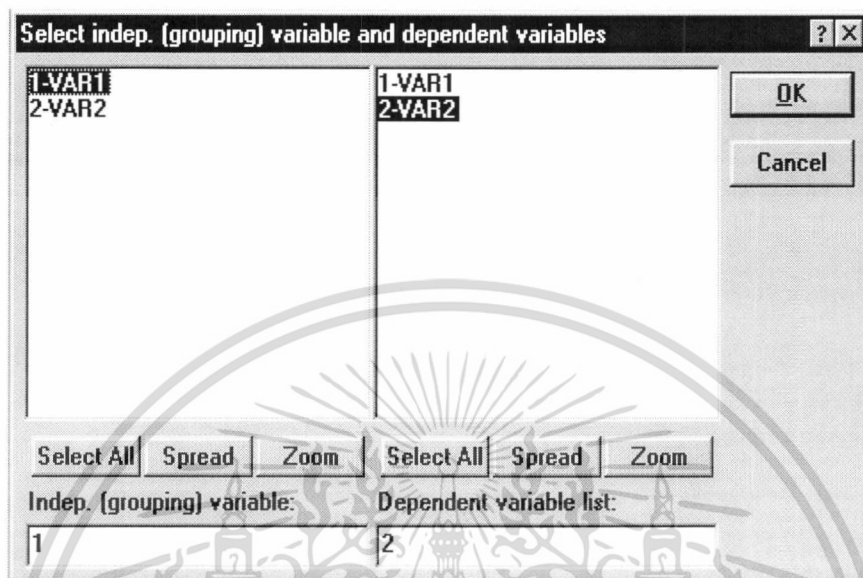 Select indep. (grouping) variable and dependent variables
1-VAR1
2-VAR2
1-VAR1
2-VAR2
OK
Cancel
Select All Spread Zoom Select All Spread Zoom
Indep. (grouping) variable: Dependent variable list:
1 2